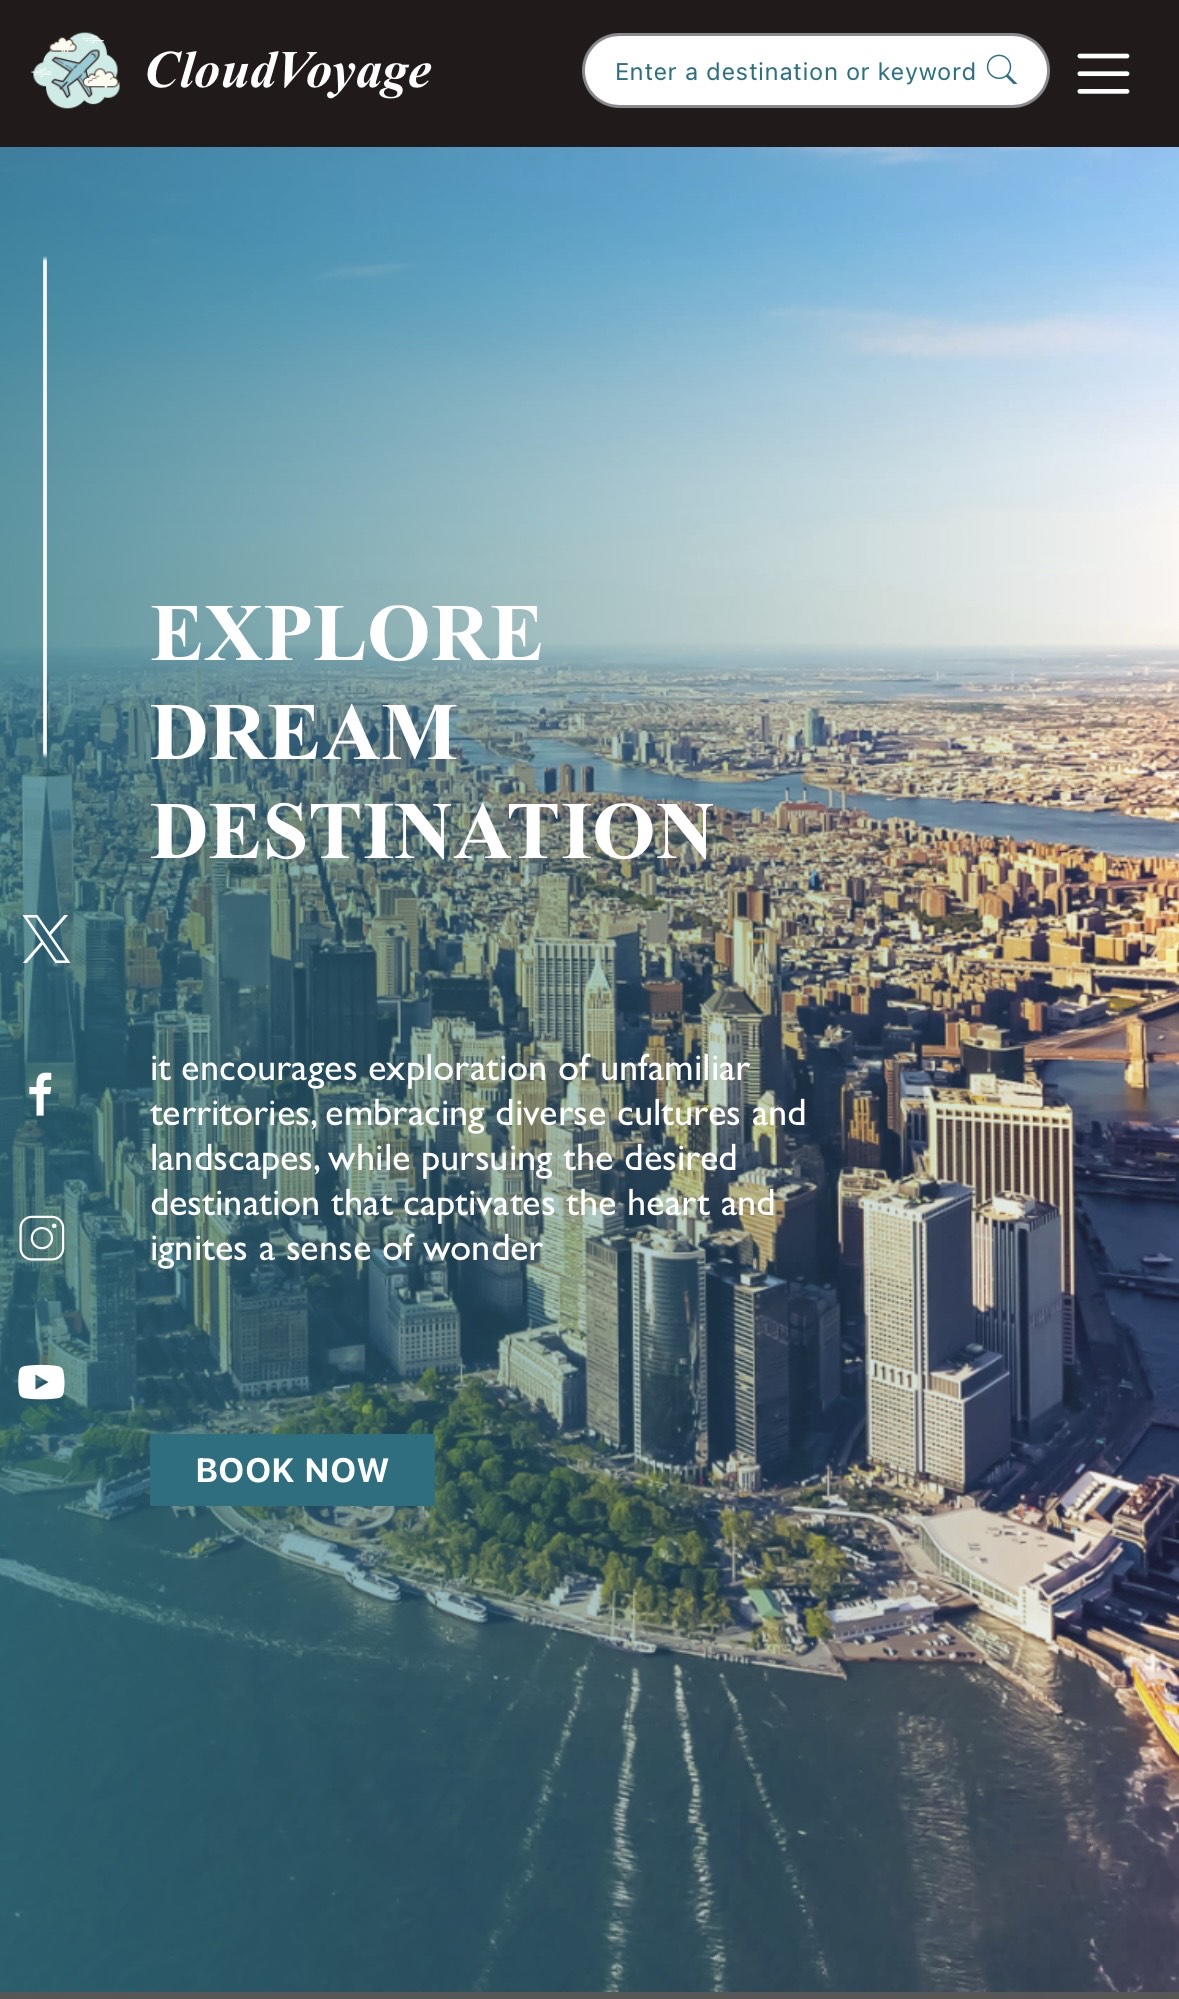 CloudVoyage
Enter a destination or keyword
EXPLORE
DREAM
DESTINATION
it encourages exploration of unfamiliar
territories, embracing diverse cultures and
landscapes, while pursuing the desired
destination that captivates the heart and
ignites a sense of wonder
BOOK NOW